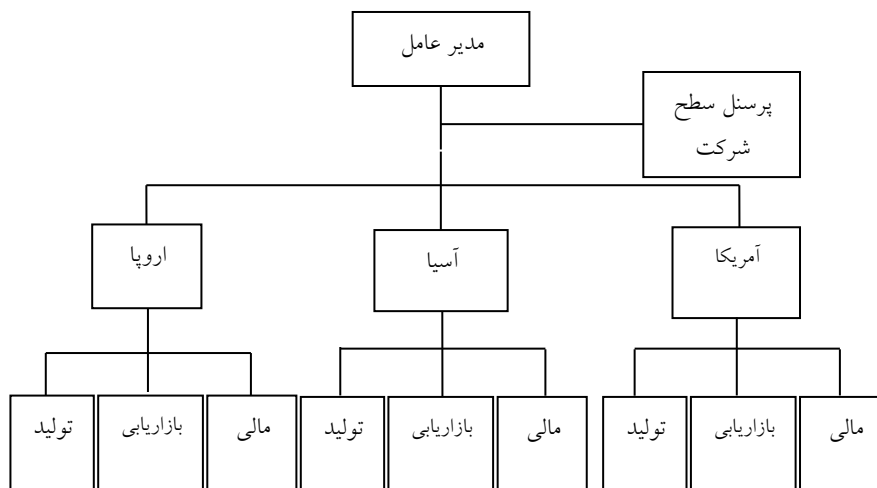 مدیر عامل
پرسنل سطح
شرکت
آمریکا
آسیا
اروپا
مالی
بازاریابی
تولید
مالی
بازاریابی
تولید
مالی
بازاریابی
تولید